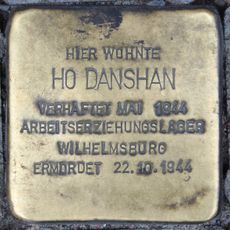 HIER WOHNTE
HO DANSHAN
VERHAFTET MAI 1944
ARBEITSERZIEHUNGSLAGER
WILHELMSBURG
ERMORDET 22.10.1944